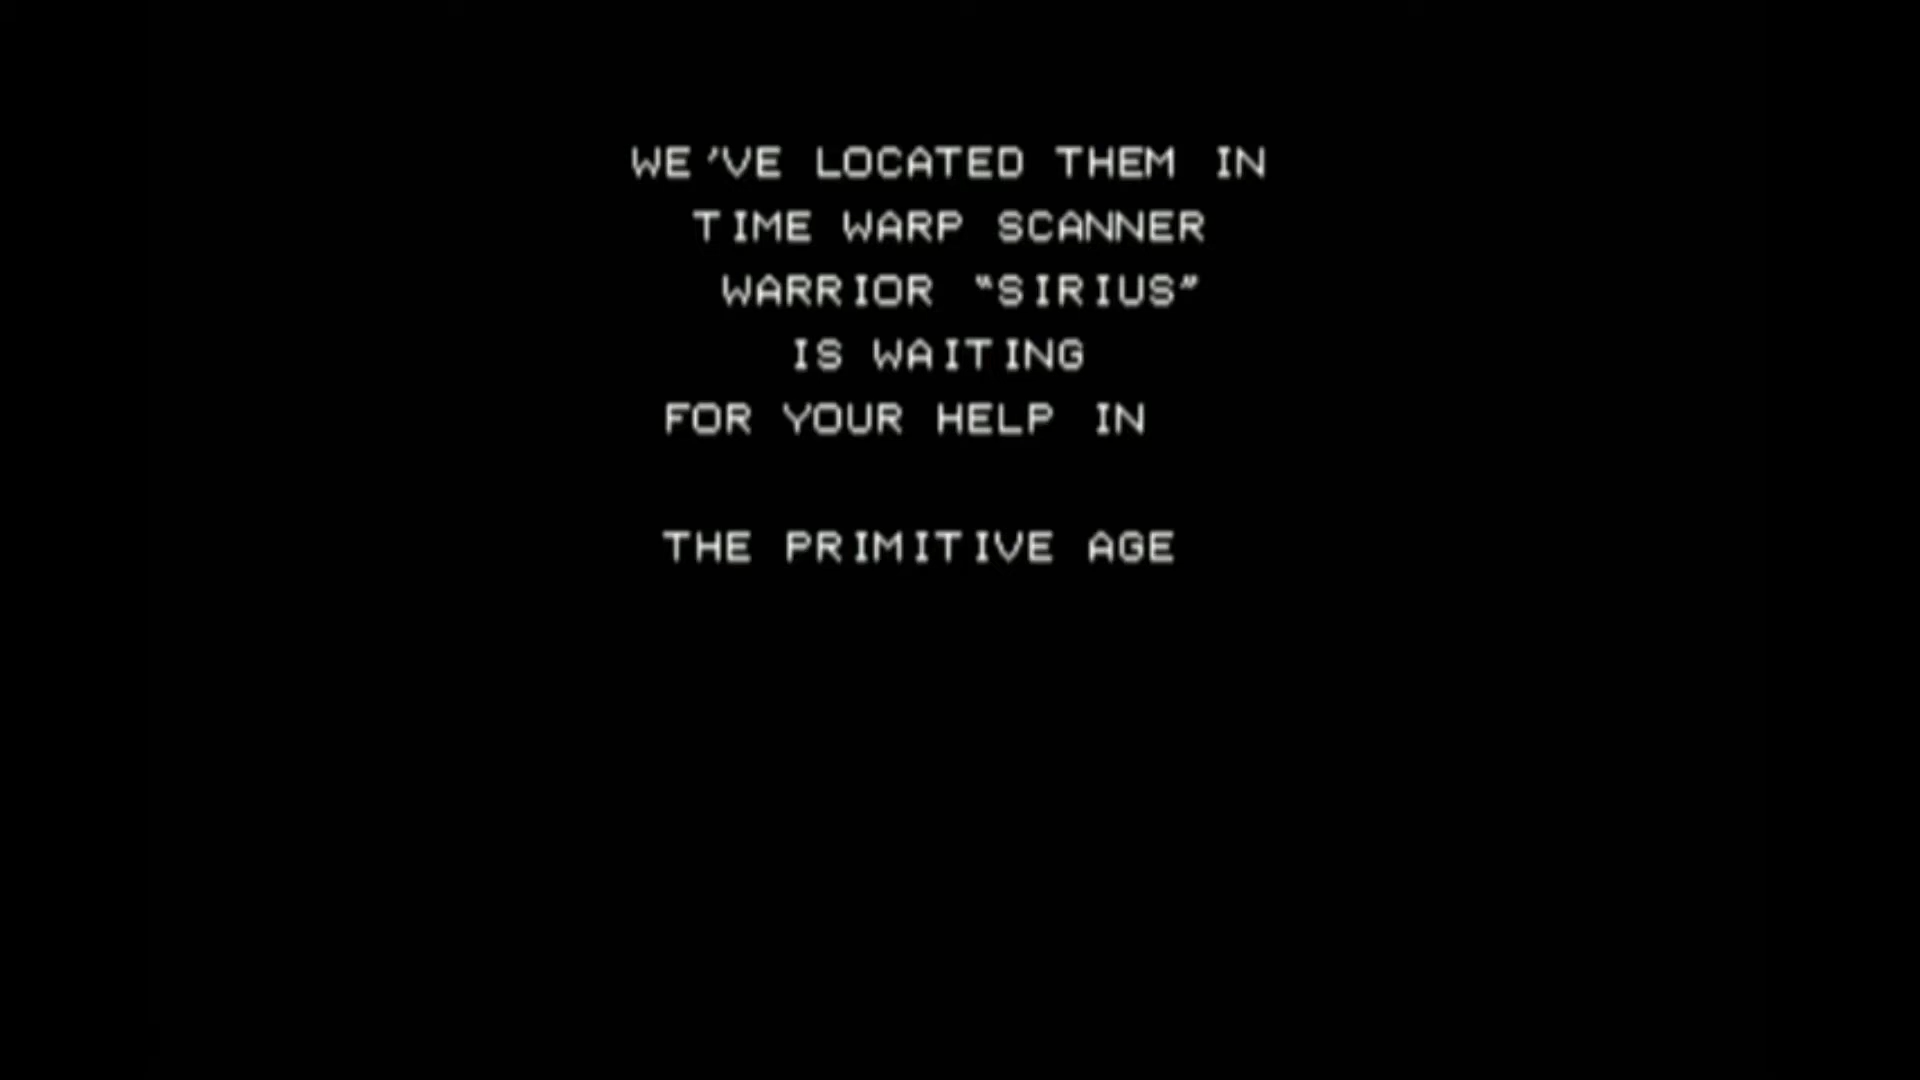 WE'VE LOCATED THEM IN
TIME WARP SCANNER
WARRIOR "SIRIUS"
IS WAITING
FOR YOUR HELP IN
THE PRIMITIVE AGE